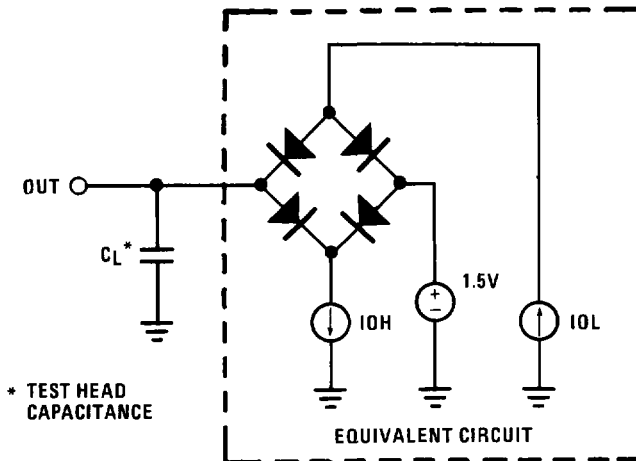 OUT
CL*
1.5V
+
−
IOH
IOL
* TEST HEAD
CAPACITANCE
EQUIVALENT CIRCUIT